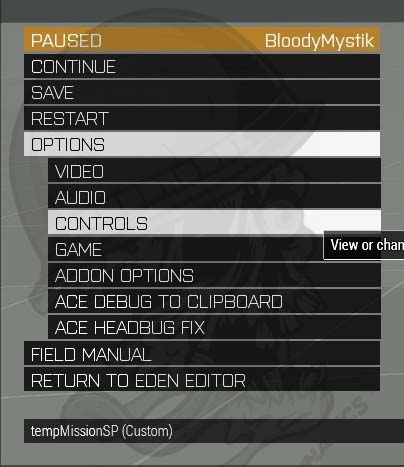 PAUSED BloodyMystik
CONTINUE
SAVE
RESTART
OPTIONS
VIDEO
AUDIO
CONTROLS
View or chan
GAME
ADDON OPTIONS
ACE DEBUG TO CLIPBOARD
ACE HEADBUG FIX
FIELD MANUAL
RETURN TO EDEN EDITOR
tempMissionSP (Custom)